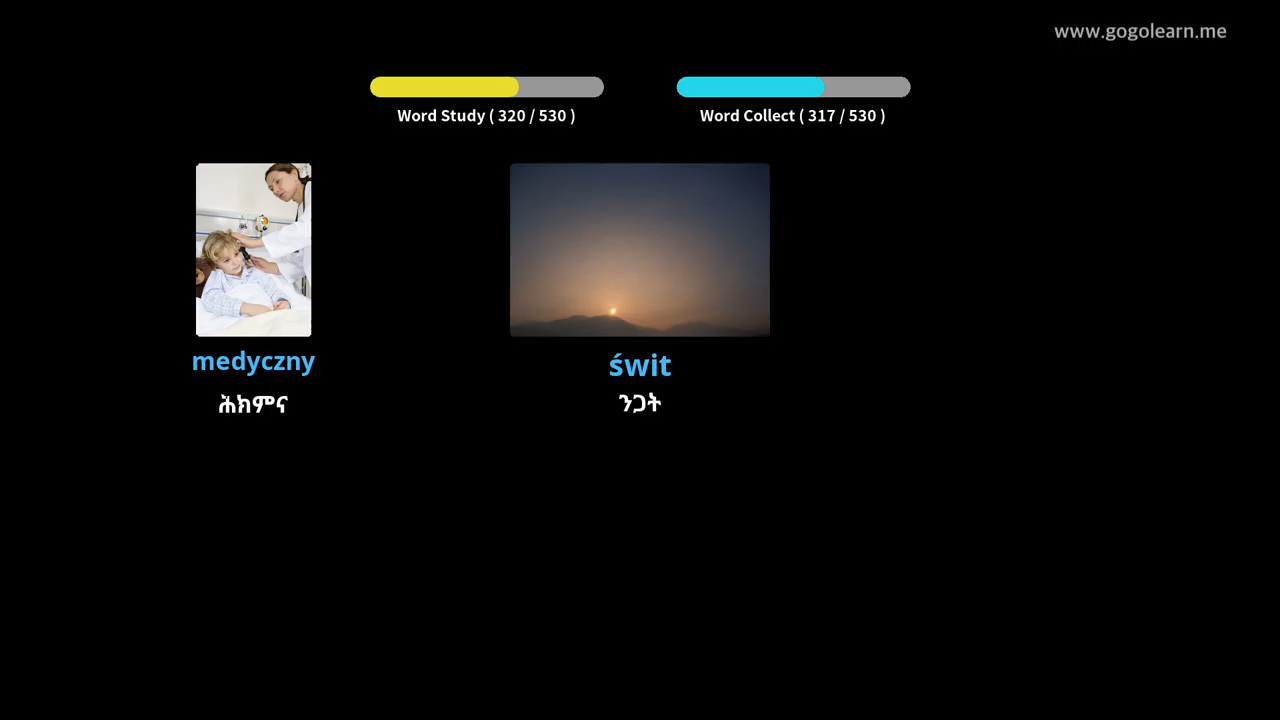 www.gogolearn.me
Word Study ( 320 / 530 )
Word Collect ( 317 / 530 )
medyczny
ሕክምና
świt
ንጋት